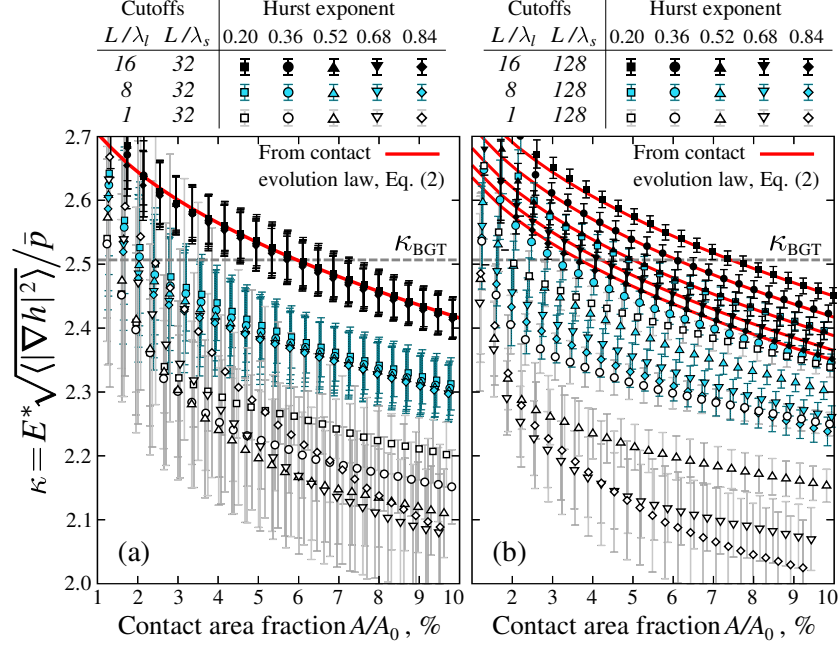 Cutoffs Hurst exponent
L/λl L/λs 0.20 0.36 0.52 0.68 0.84
16 32
8 32
1 32
Cutoffs Hurst exponent
L/λl L/λs 0.20 0.36 0.52 0.68 0.84
16 128
8 128
1 128
κ=E*√⟨|∇h|²⟩/p̄
2.7
2.6
2.5
2.4
2.3
2.2
2.1
2.0
From contact
evolution law, Eq. (2)
κBGT
(a)
1 2 3 4 5 6 7 8 9 10
Contact area fraction A/A0 , %
From contact
evolution law, Eq. (2)
κBGT
(b)
2 3 4 5 6 7 8 9 10
Contact area fraction A/A0 , %